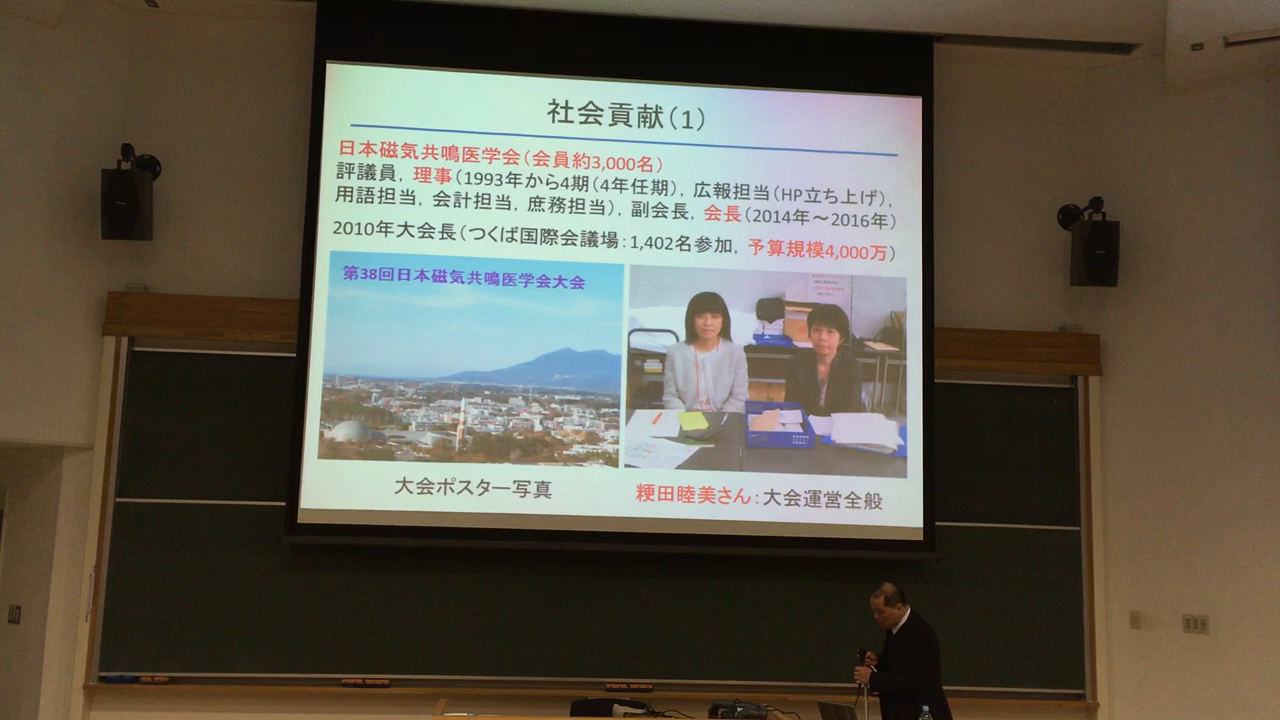 社会貢献（1）
日本磁気共鳴医学会（会員約3,000名）
評議員，理事（1993年から4期（4年任期），広報担当（HP立ち上げ），
用語担当，会計担当，庶務担当），副会長，会長（2014年～2016年）
2010年大会長（つくば国際会議場：1,402名参加，予算規模4,000万）
第38回日本磁気共鳴医学会大会
大会ポスター写真
粳田睦美さん：大会運営全般